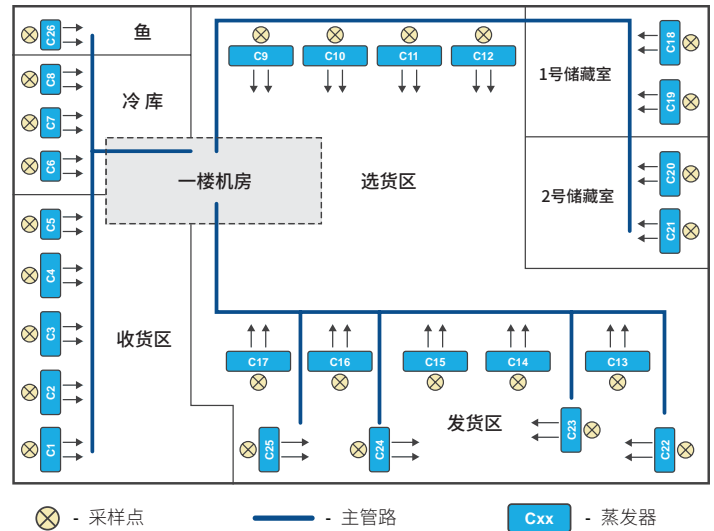 C26
鱼
C9
C10
C11
C12
C18
C8
冷库
1号储藏室
C7
C19
C6
一楼机房
选货区
C20
2号储藏室
C5
C21
C4
C3
收货区
C17
C16
C15
C14
C13
C2
发货区
C1
C25
C24
C23
C22
- 采样点
- 主管路
Cxx - 蒸发器